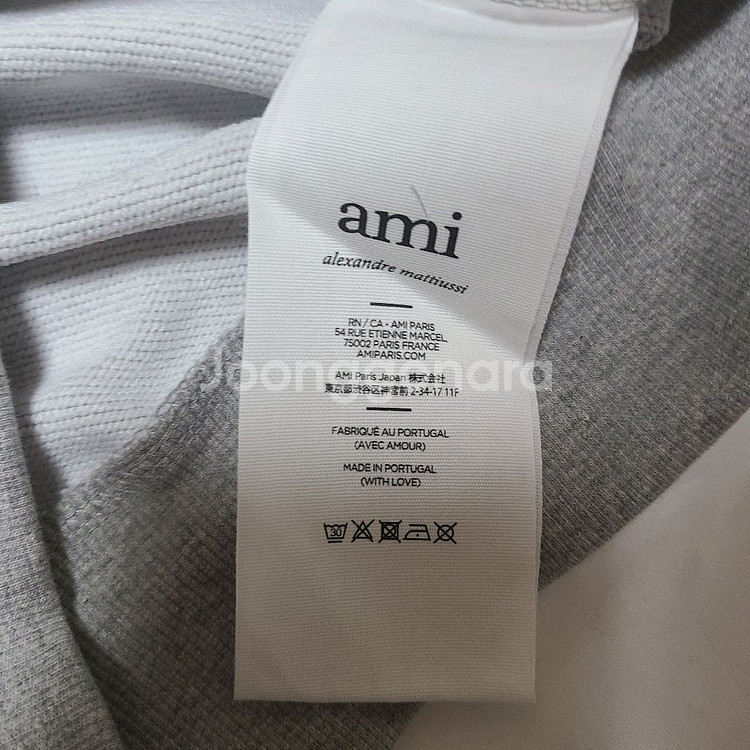 ami
alexandre mattiussi
RN / CA - AMI PARIS
54 RUE ETIENNE MARCEL
75002 PARIS FRANCE
AMIPARIS.COM
Joonggonara
AMI Paris Japan 株式会社
東京都渋谷区神宮前 2-34-17 11F
FABRIQUÉ AU PORTUGAL
(AVEC AMOUR)
MADE IN PORTUGAL
(WITH LOVE)
30